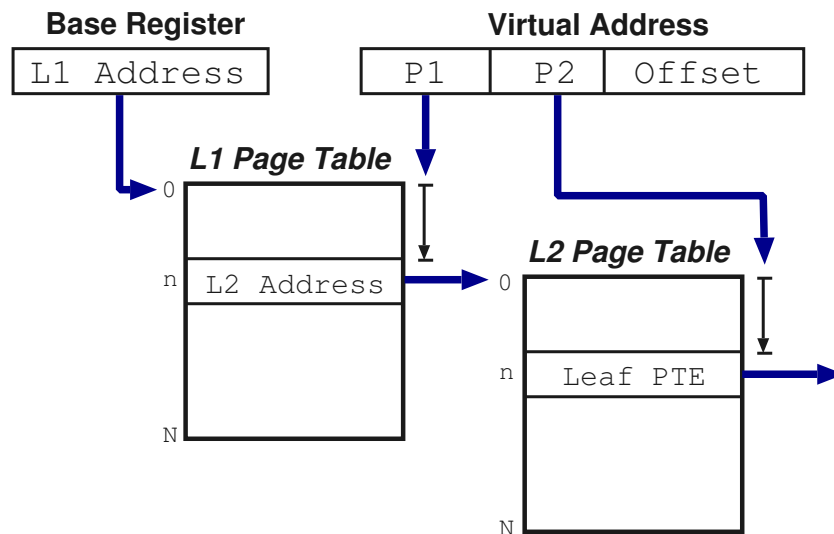 Base Register
Virtual Address
L1 Address
P1 P2 Offset
L1 Page Table
0
L2 Page Table
n L2 Address
0
n Leaf PTE
N
N